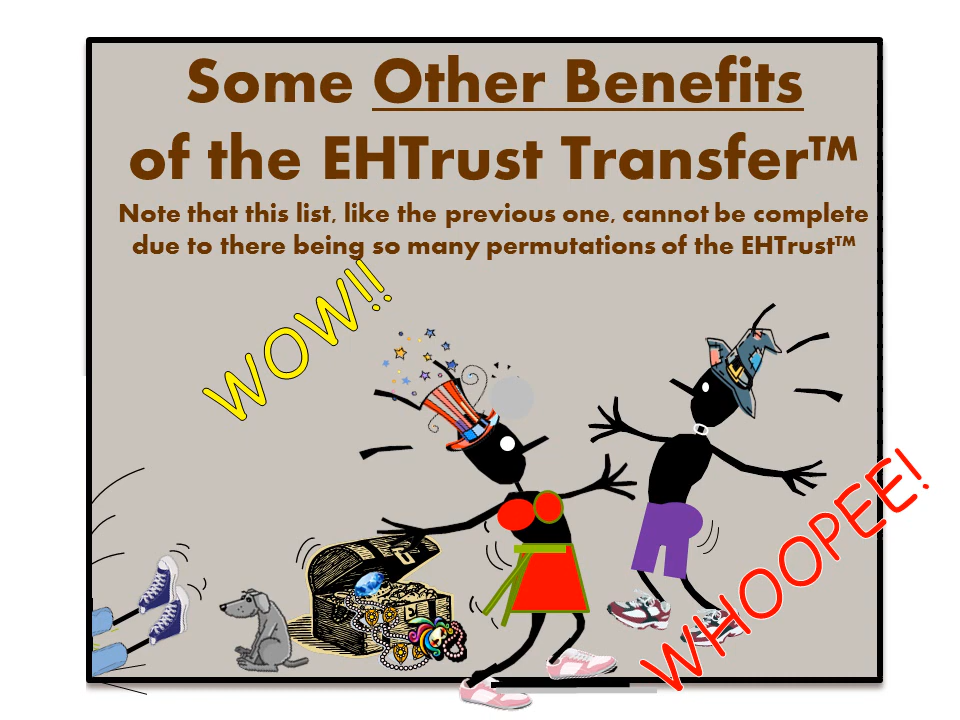 Some Other Benefits
of the EHTrust Transfer™
Note that this list, like the previous one, cannot be complete
due to there being so many permutations of the EHTrust™
WOW!!
WHOOPEE!